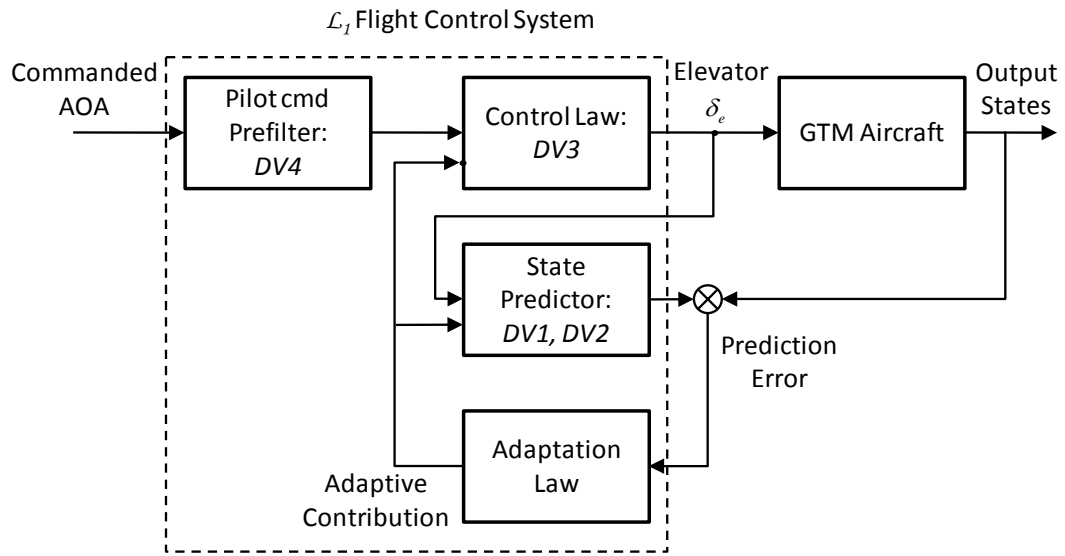 ℒ1 Flight Control System
Commanded
AOA
Pilot cmd
Prefilter:
DV4
Control Law:
DV3
Elevator
δe
GTM Aircraft
Output
States
State
Predictor:
DV1, DV2
Prediction
Error
Adaptation
Law
Adaptive
Contribution